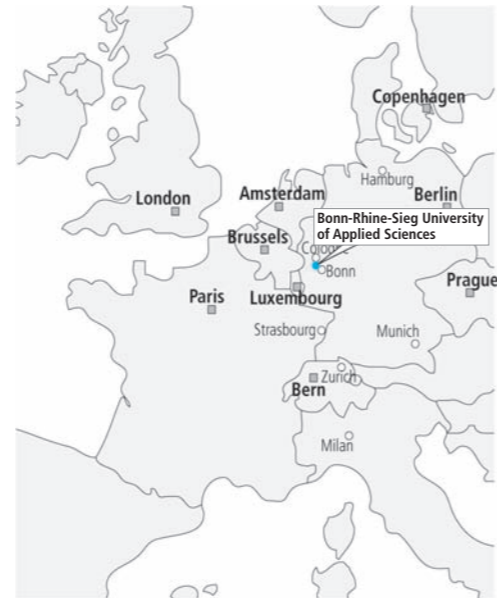 Copenhagen
Hamburg
Berlin
London
Amsterdam
Bonn-Rhine-Sieg University
of Applied Sciences
Brussels
Cologne
Bonn
Prague
Paris
Luxembourg
Strasbourg
Munich
Zurich
Bern
Milan